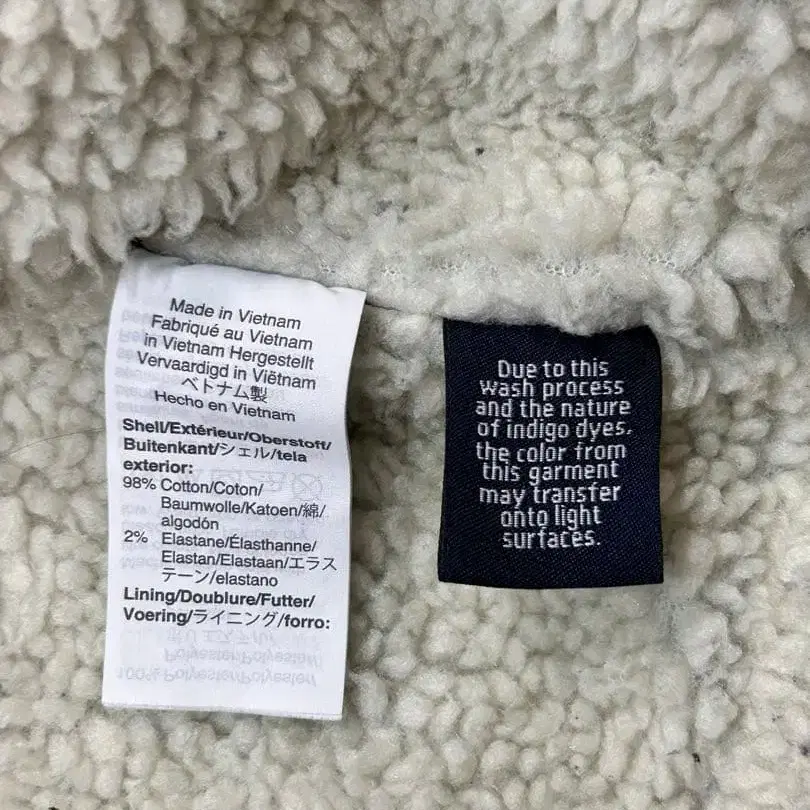 Made in Vietnam
Fabriqué au Vietnam
in Vietnam Hergestellt
Vervaardigd in Viëtnam
ベトナム製
Hecho en Vietnam
Shell/Extérieur/Oberstoff/
Buitenkant/シェル/tela
exterior:
98% Cotton/Coton/
Baumwolle/Katoen/綿/
algodón
2% Elastane/Élasthanne/
Elastan/Elastaan/エラス
テーン/elastano
Lining/Doublure/Futter/
Voering/ライニング/forro:
Due to this
wash process
and the nature
of indigo dyes,
the color from
this garment
may transfer
onto light
surfaces.